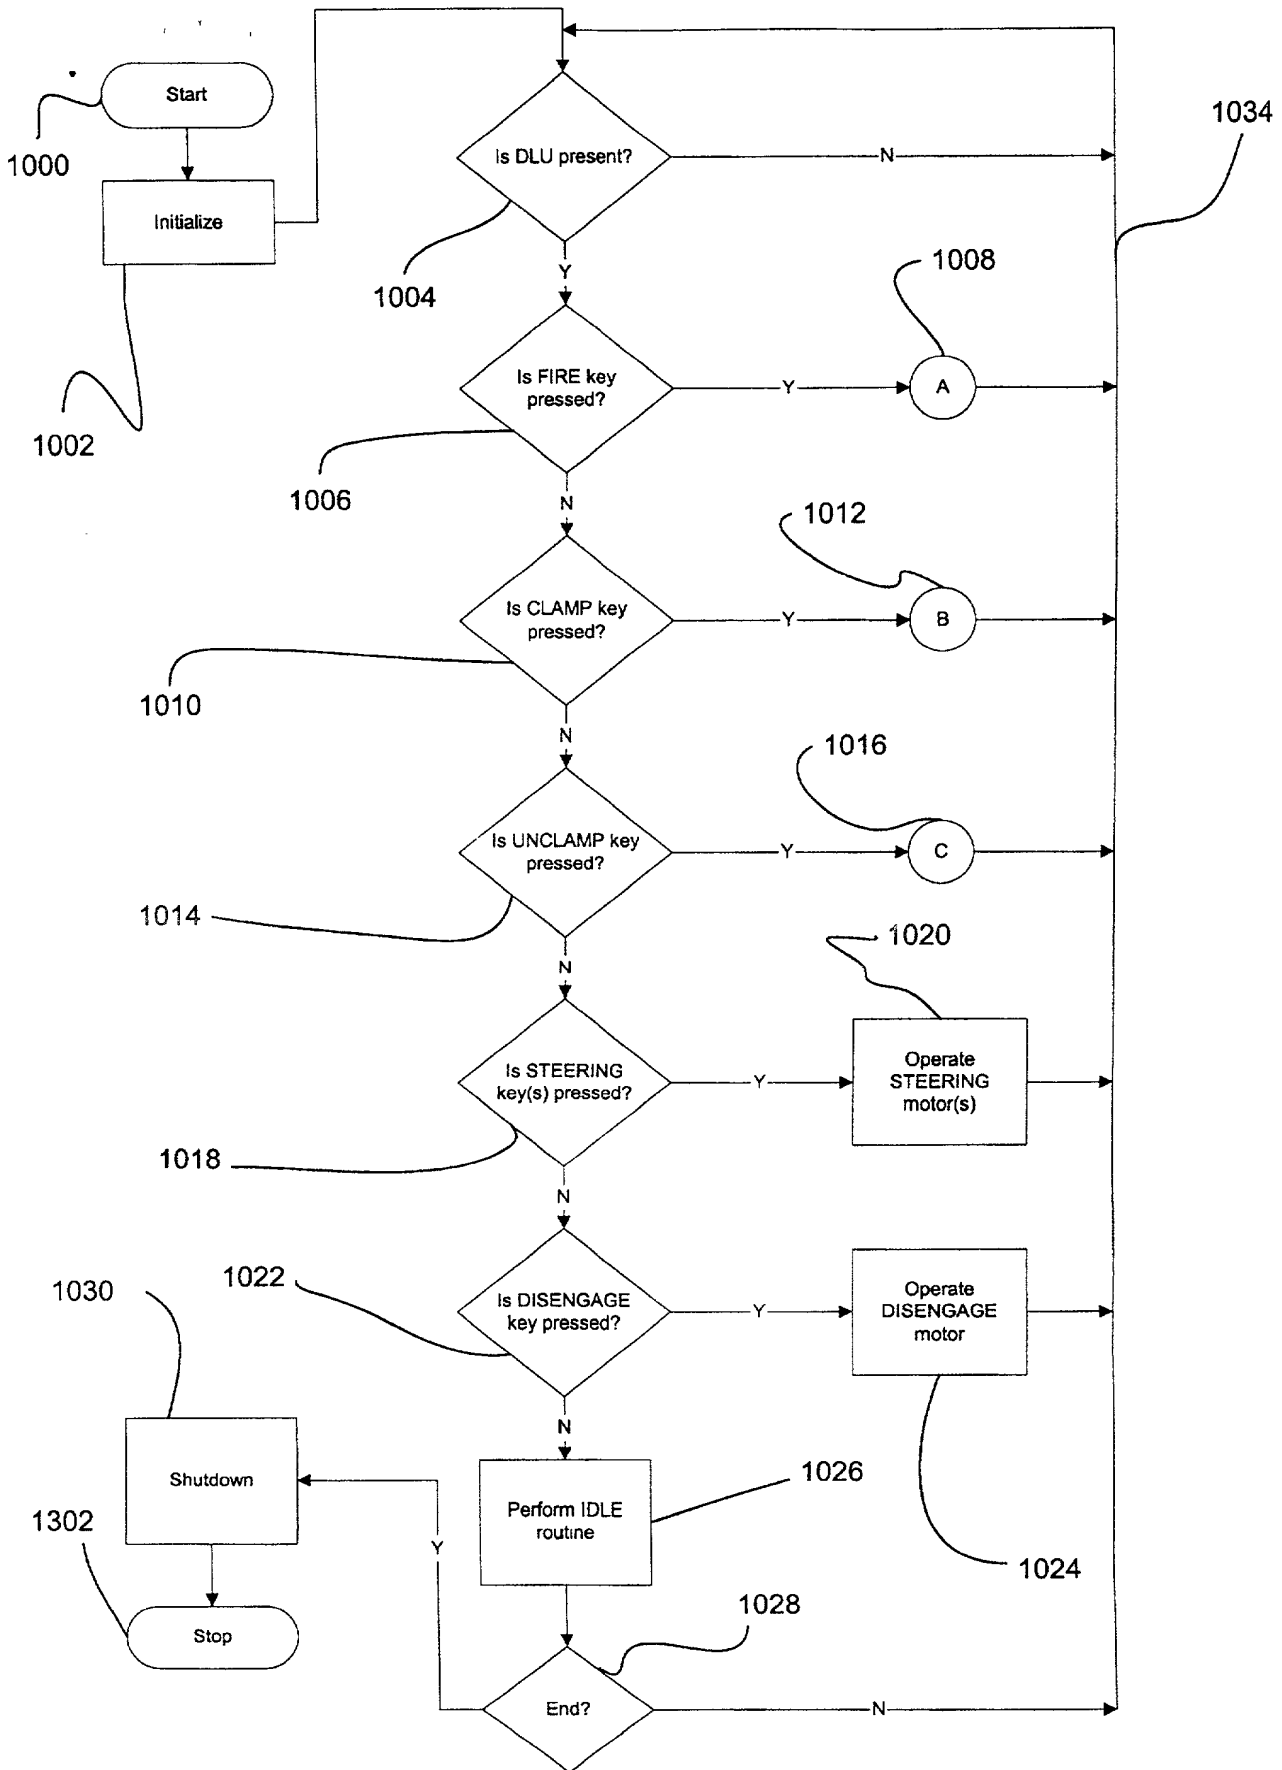 Start
1000
Initialize
1002
Is DLU present?
N
1034
1004
Y
1008
Is FIRE key
pressed?
Y
A
1006
N
1012
Is CLAMP key
pressed?
Y
B
1010
N
1016
Is UNCLAMP key
pressed?
Y
C
1014
N
1020
Is STEERING
key(s) pressed?
Y
Operate
STEERING
motor(s)
1018
N
1022
Is DISENGAGE
key pressed?
Y
Operate
DISENGAGE
motor
1030
N
1024
Shutdown
Perform IDLE
routine
1026
1302
Y
Stop
1028
End?
N